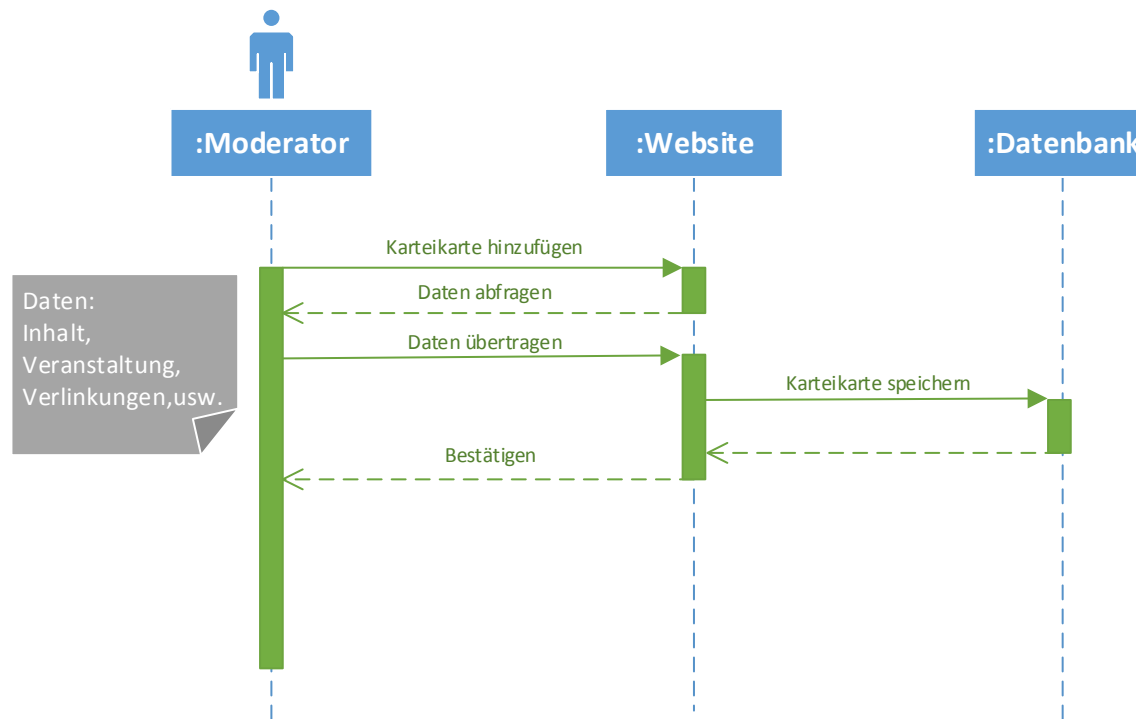 :Moderator
:Website
:Datenbank
Karteikarte hinzufügen
Daten abfragen
Daten:
Inhalt,
Veranstaltung,
Verlinkungen,usw.
Daten übertragen
Karteikarte speichern
Bestätigen